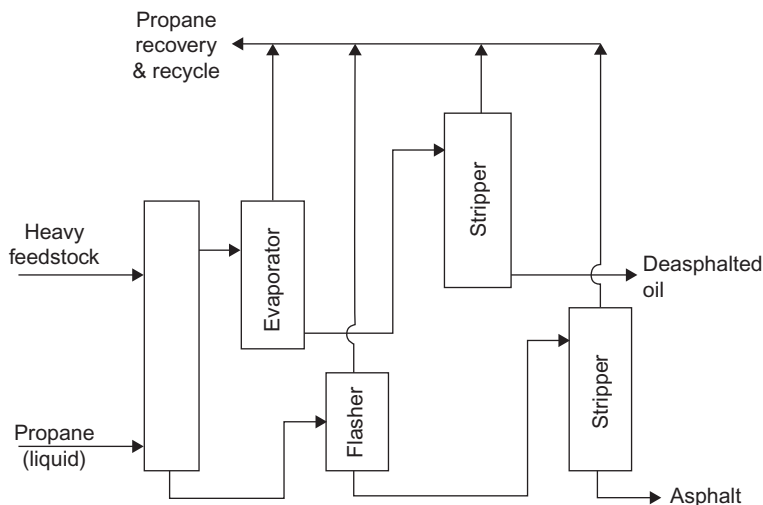 Propane
recovery
& recycle
Stripper
Heavy
feedstock
Evaporator
Deasphalted
oil
Propane
(liquid)
Flasher
Stripper
Asphalt